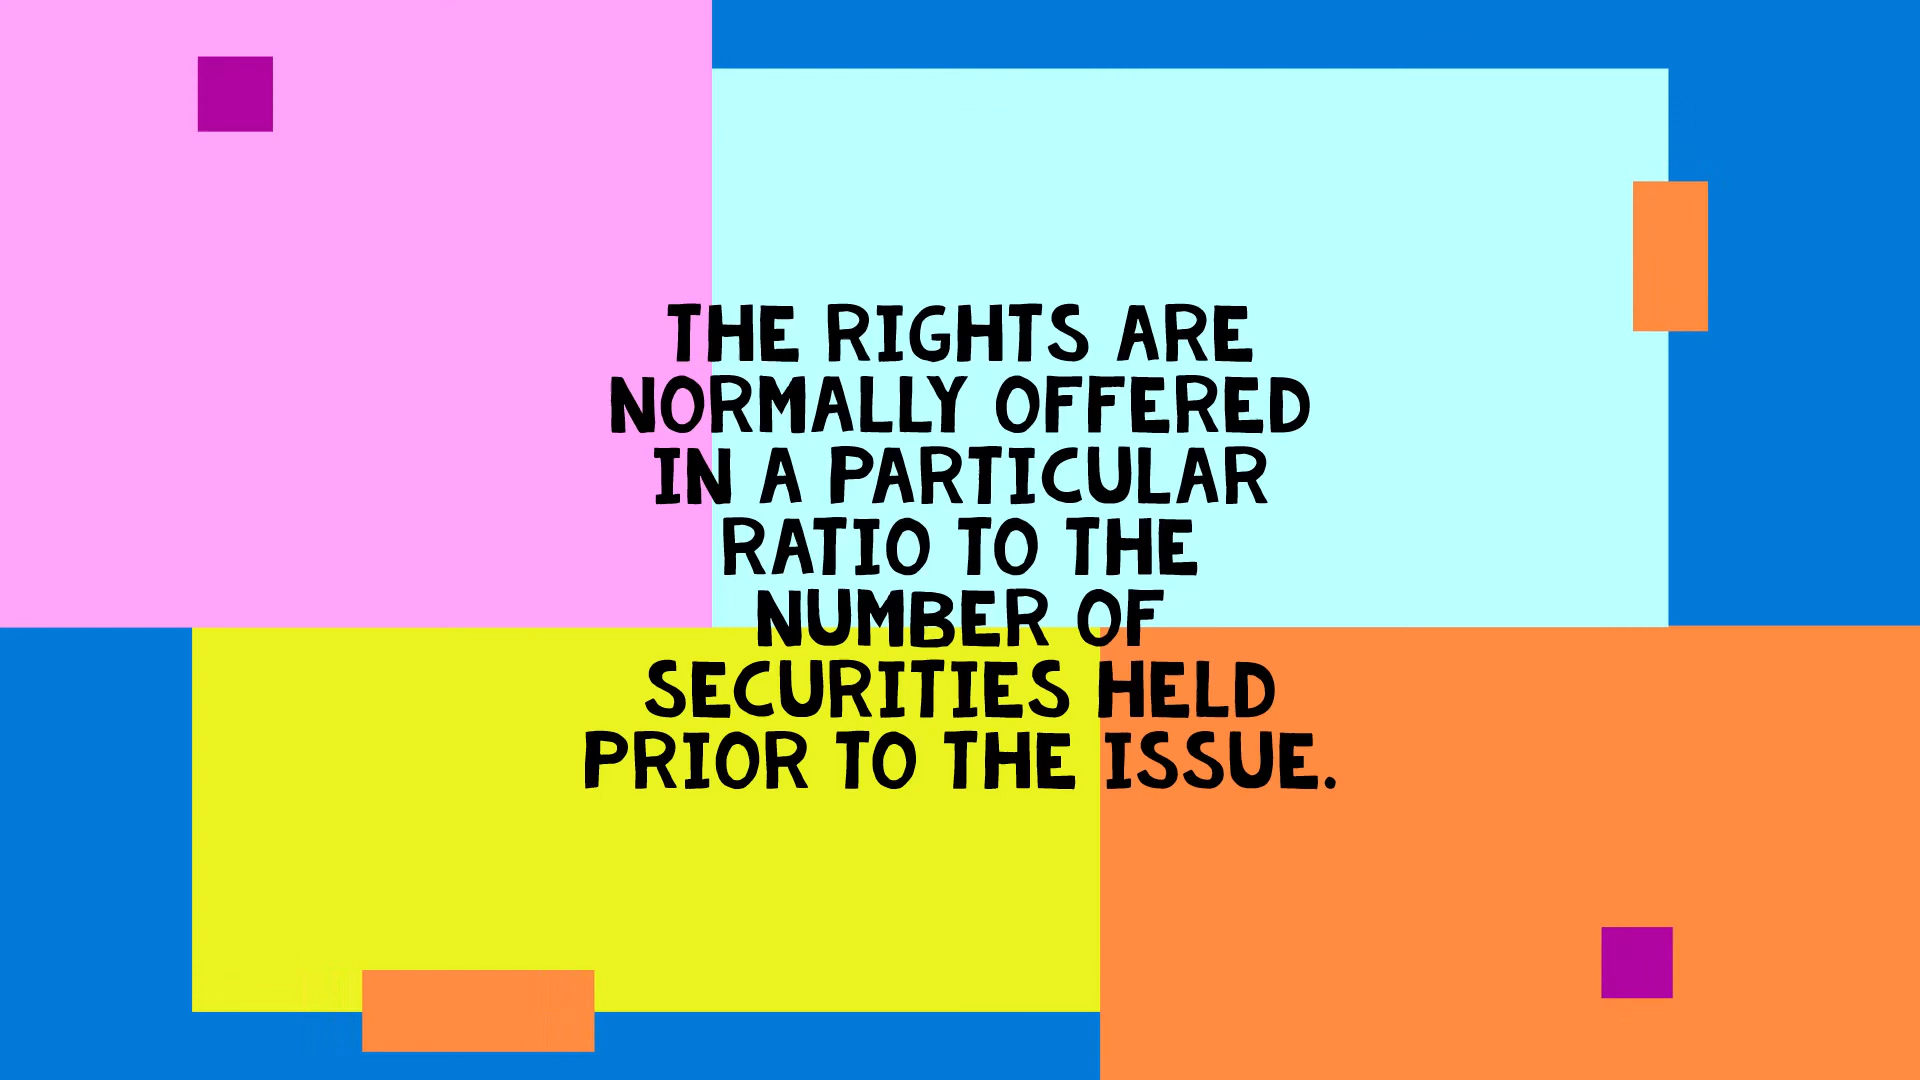 THE RIGHTS ARE
NORMALLY OFFERED
IN A PARTICULAR
RATIO TO THE
NUMBER OF
SECURITIES HELD
PRIOR TO THE ISSUE.